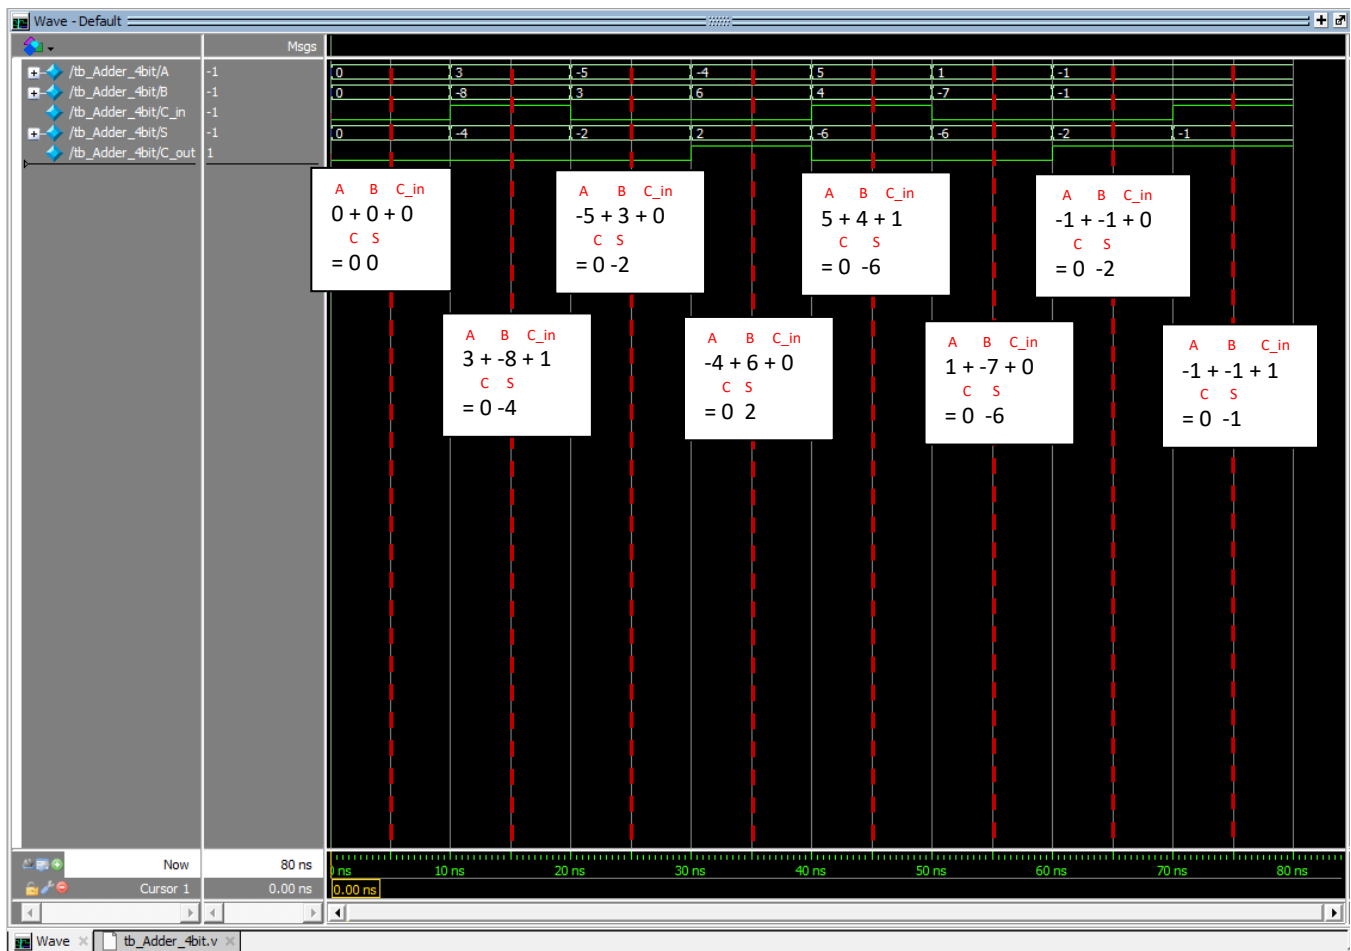 Wave - Default
Msgs
/tb_Adder_4bit/A -1 0 3 -5 -4 5 1 -1
/tb_Adder_4bit/B -1 0 -8 3 6 4 -7 -1
/tb_Adder_4bit/C_in -1
/tb_Adder_4bit/S -1 0 -4 -2 2 -6 -6 -2 -1
/tb_Adder_4bit/C_out 1
A B C_in
0 + 0 + 0
C S
= 0 0
A B C_in
-5 + 3 + 0
C S
= 0 -2
A B C_in
5 + 4 + 1
C S
= 0 -6
A B C_in
-1 + -1 + 0
C S
= 0 -2
A B C_in
3 + -8 + 1
C S
= 0 -4
A B C_in
-4 + 6 + 0
C S
= 0 2
A B C_in
1 + -7 + 0
C S
= 0 -6
A B C_in
-1 + -1 + 1
C S
= 0 -1
Now 80 ns ns 10 ns 20 ns 30 ns 40 ns 50 ns 60 ns 70 ns 80 ns
Cursor 1 0.00 ns 0.00 ns
Wave tb_Adder_4bit.v